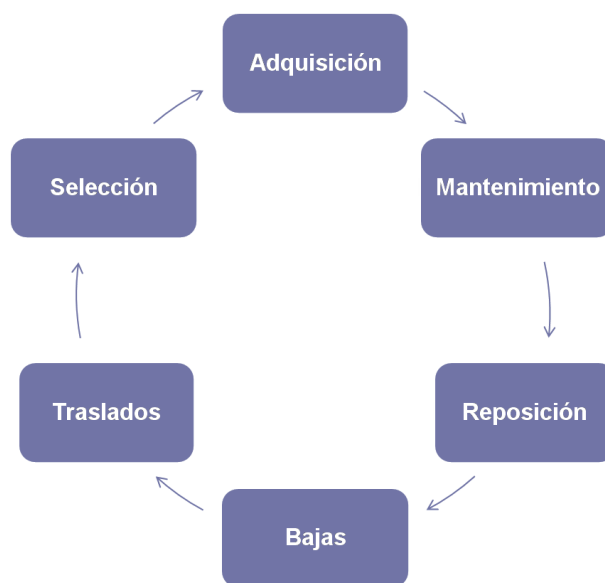 Adquisición
Mantenimiento
Reposición
Bajas
Traslados
Selección